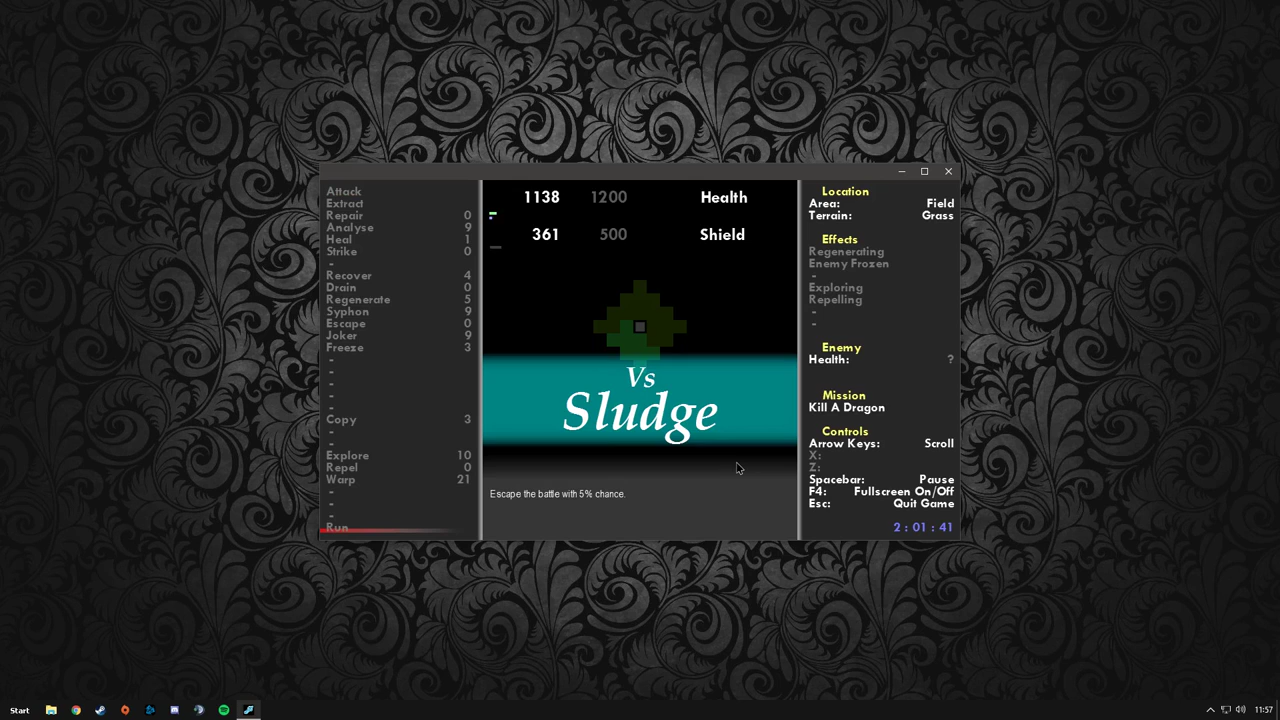 Attack
Extract
Repair 0
Analyse 9
Heal 1
Strike 0
-
Recover 4
Drain 0
Regenerate 5
Syphon 9
Escape 0
Joker 9
Freeze 3
-
-
-
-
-
Copy 3
-
-
Explore 10
Repel 0
Warp 21
-
-
-
Run
1138 1200 Health
361 500 Shield
Vs
Sludge
Escape the battle with 5% chance.
Location
Area: Field
Terrain: Grass
Effects
Regenerating
Enemy Frozen
-
Exploring
Repelling
-
-
Enemy
Health: ?
Mission
Kill A Dragon
Controls
Arrow Keys: Scroll
X:
Z:
Spacebar: Pause
F4: Fullscreen On/Off
Esc: Quit Game
2 : 01 : 41
Start
11:57